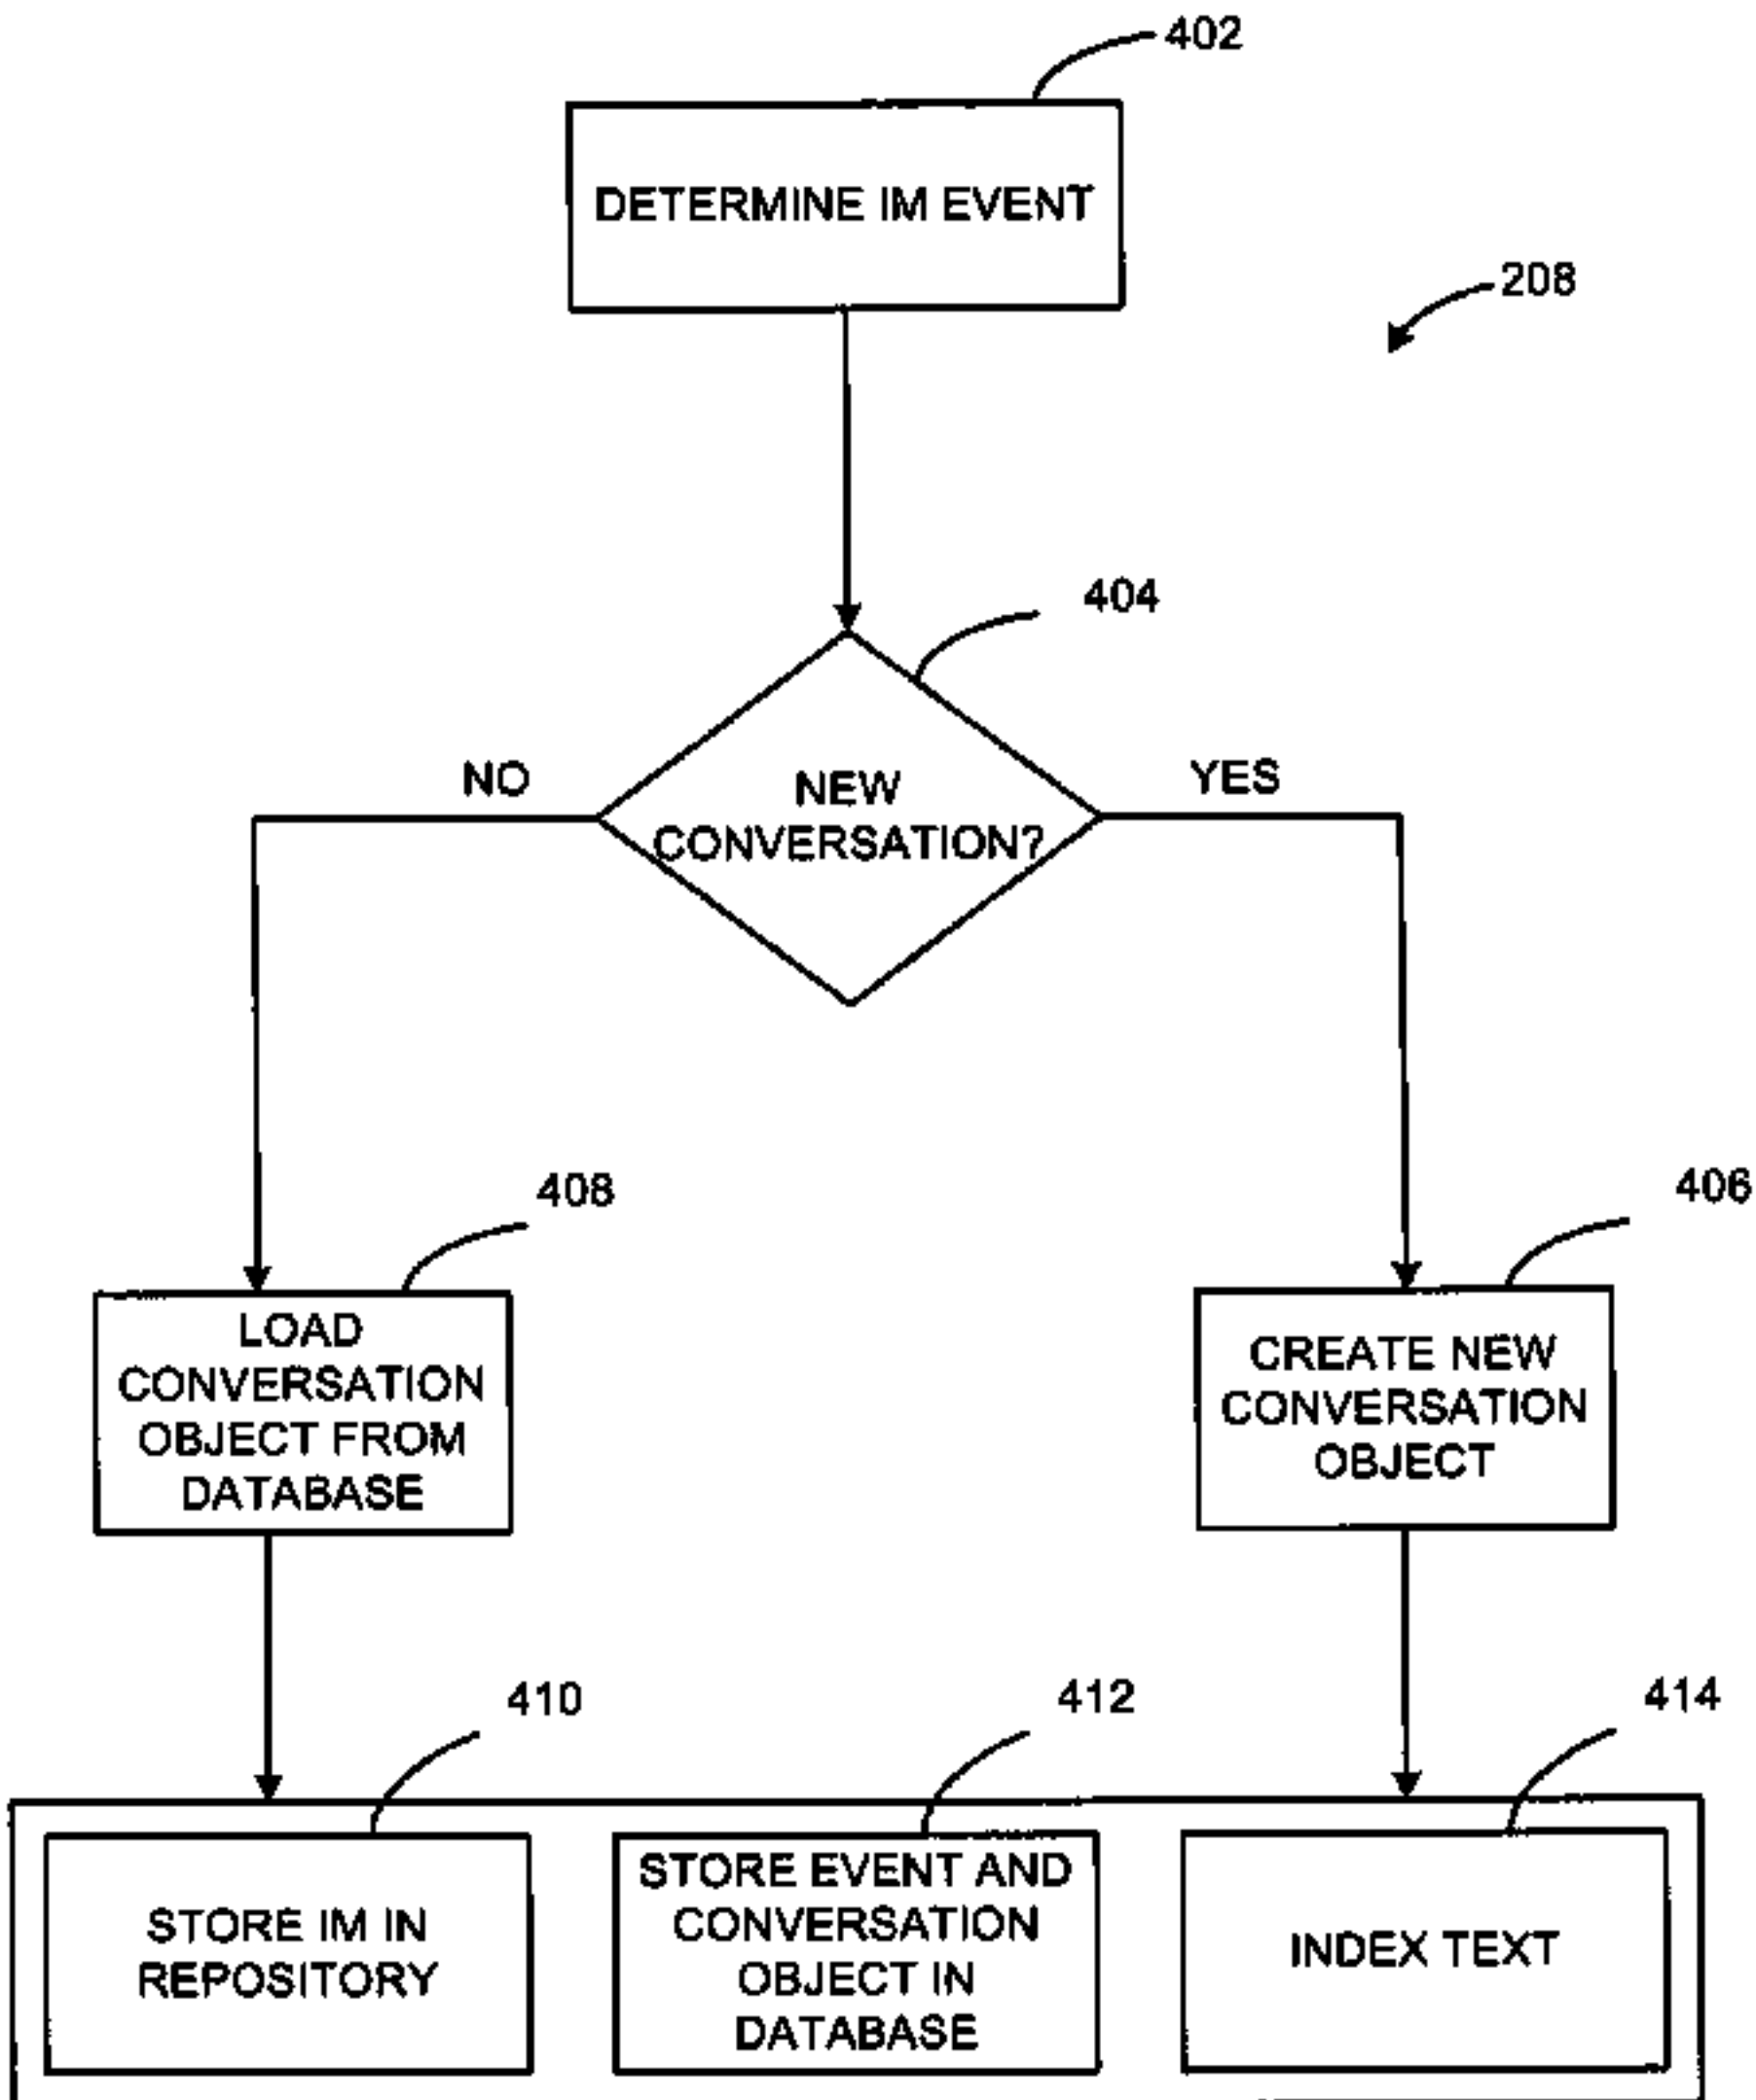 402
DETERMINE IM EVENT
208
404
NO
NEW
CONVERSATION?
YES
408
406
LOAD
CONVERSATION
OBJECT FROM
DATABASE
CREATE NEW
CONVERSATION
OBJECT
410
412
414
STORE IM IN
REPOSITORY
STORE EVENT AND
CONVERSATION
OBJECT IN
DATABASE
INDEX TEXT